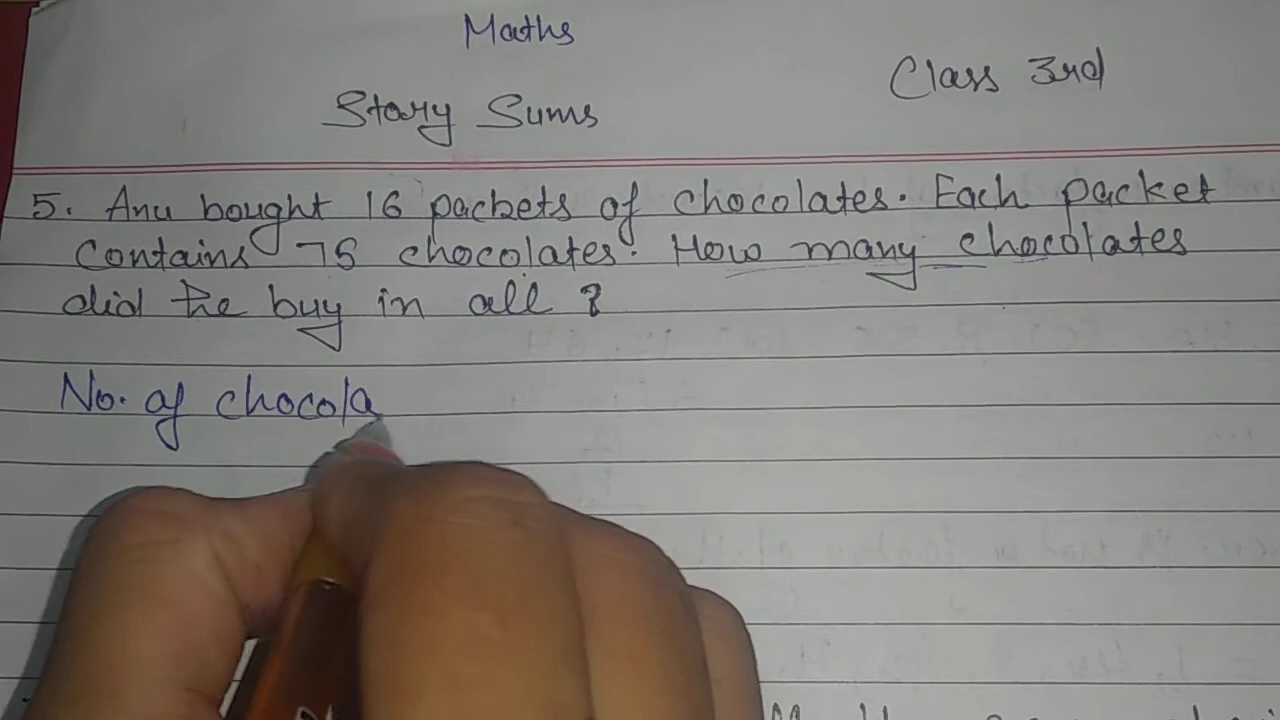 Maths
Class 3rd
Story Sums
5. Anu bought 16 packets of chocolates. Each packet
Contains 75 chocolates. How many chocolates
did he buy in all ?
No. of chocola